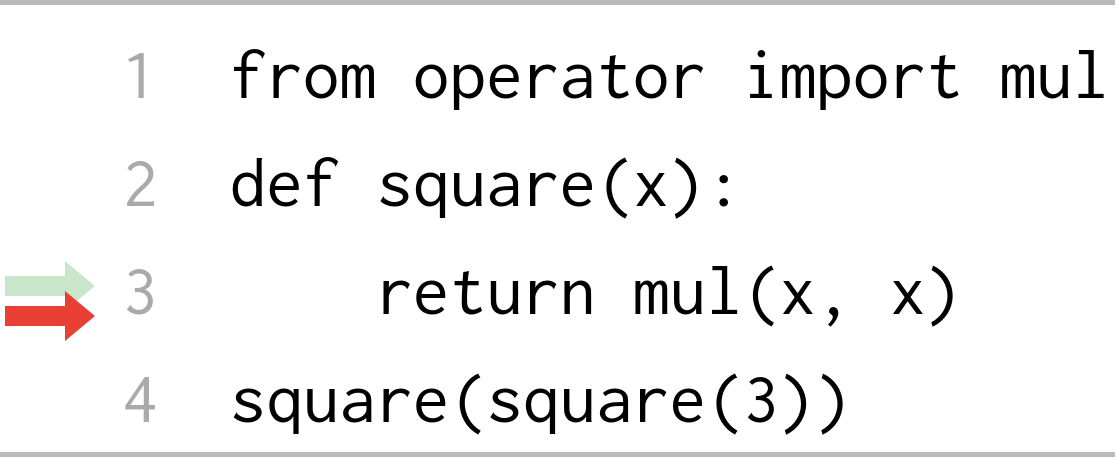 1 from operator import mul
2 def square(x):
3     return mul(x, x)
4 square(square(3))